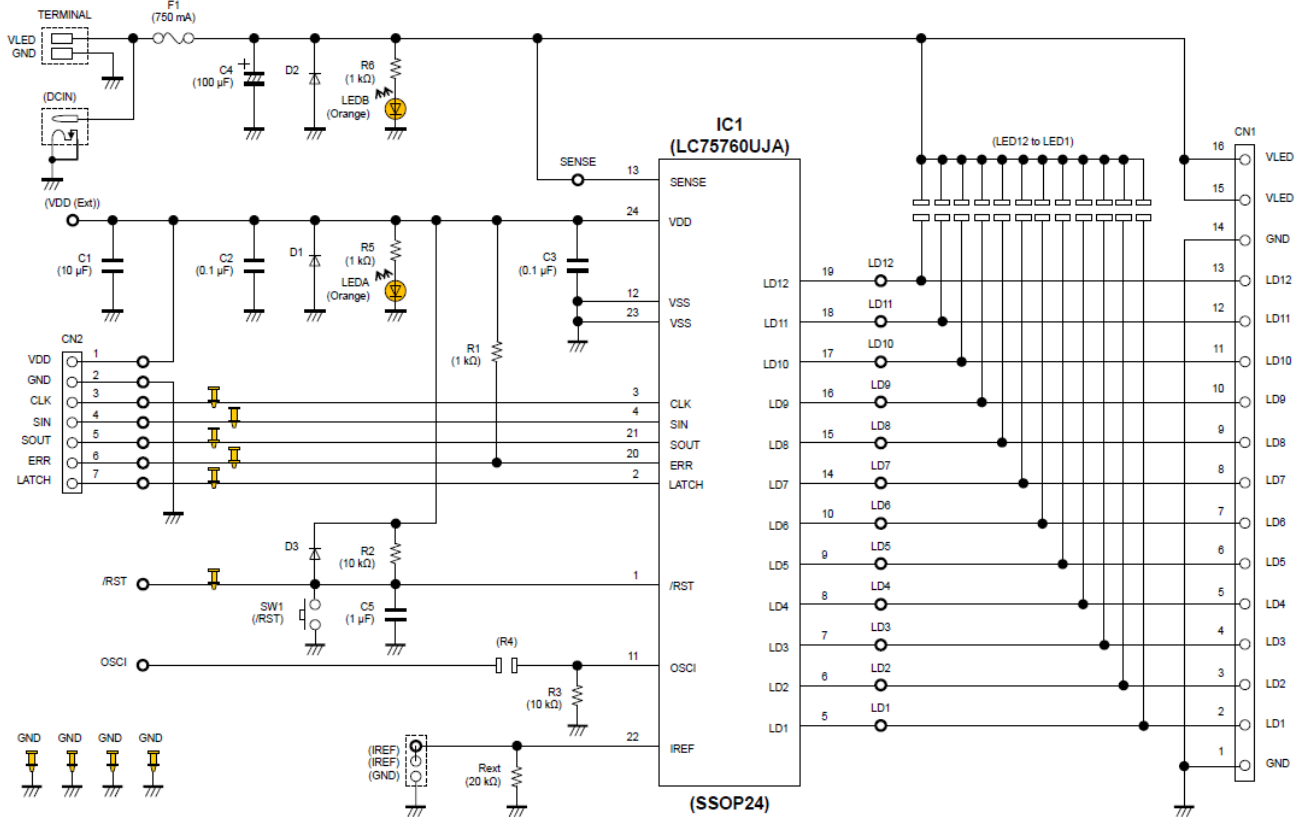 F1
(750 mA)
TERMINAL
VLED
GND
C4
(100 µF)
+
D2
R6
(1 kΩ)
LEDB
(Orange)
(DCIN)
IC1
(LC75760UJA)
SENSE
13
SENSE
(LED12 to LED1)
CN1
16
VLED
15
VLED
14
GND
(VDD (Ext))
24
VDD
C1
(10 µF)
C2
(0.1 µF)
D1
R5
(1 kΩ)
LEDA
(Orange)
C3
(0.1 µF)
12
VSS
23
VSS
LD12
19
LD12
13
LD12
LD11
18
LD11
12
LD11
LD10
17
LD10
11
LD10
CN2
VDD
1
GND
2
CLK
3
SIN
4
SOUT
5
ERR
6
LATCH
7
R1
(1 kΩ)
3
CLK
4
SIN
21
SOUT
20
ERR
2
LATCH
LD9
16
LD9
10
LD9
LD8
15
LD8
9
LD8
LD7
14
LD7
8
LD7
LD6
10
LD6
7
LD6
D3
R2
(10 kΩ)
/RST
1
/RST
SW1
(/RST)
C5
(1 µF)
LD5
9
LD5
6
LD5
LD4
8
LD4
5
LD4
LD3
7
LD3
4
LD3
OSCI
(R4)
11
OSCI
R3
(10 kΩ)
LD2
6
LD2
3
LD2
LD1
5
LD1
2
LD1
GND
GND
GND
GND
(IREF)
(IREF)
(GND)
Rext
(20 kΩ)
22
IREF
1
GND
(SSOP24)